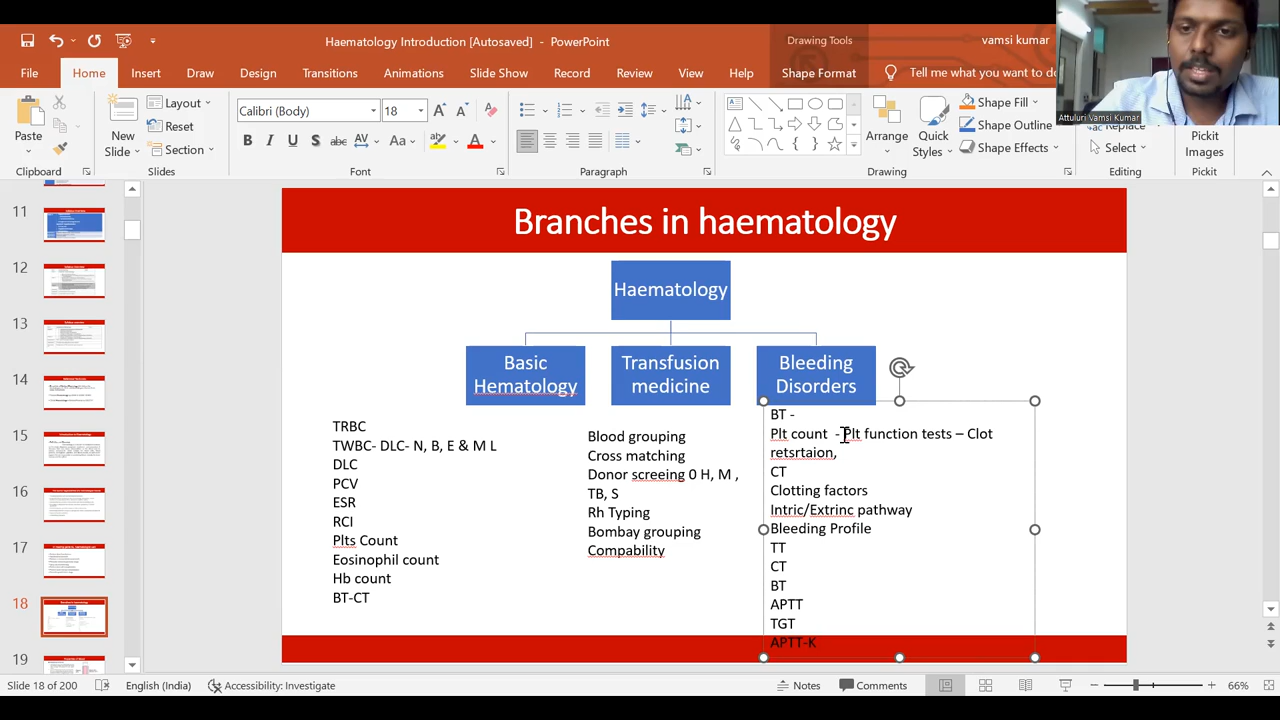 Haematology Introduction [Autosaved] - PowerPoint
Drawing Tools
vamsi kumar
File Home Insert Draw Design Transitions Animations Slide Show Record Review View Help Shape Format Tell me what you want to do
Attuluri Vamsi Kumar
Paste
New
Slide
Layout
Reset
Section
Calibri (Body) 18
B I U S abc AV Aa A
Arrange
Quick
Styles
Shape Fill
Shape Outline
Shape Effects
Replace
Select
Pickit
Images
Clipboard Slides Font Paragraph Drawing Editing Pickit
11
12
13
14
15
16
17
18
19
Branches in haematology
Haematology
Basic
Hematology
Transfusion
medicine
Bleeding
Disorders
TRBC
TWBC- DLC- N, B, E & M L
DLC
PCV
ESR
RCI
Plts Count
Eosinophil count
Hb count
BT-CT
Blood grouping
Cross matching
Donor screeing 0 H, M ,
TB, S
Rh Typing
Bombay grouping
Compability
BT -
Plt count - Plt function tests – Clot
retsrtaion,
CT
Clotting factors
Intric/Extrinc pathway
Bleeding Profile
TT
CT
BT
APTT
TGT
APTT-K
Slide 18 of 200 English (India) Accessibility: Investigate Notes Comments 66%